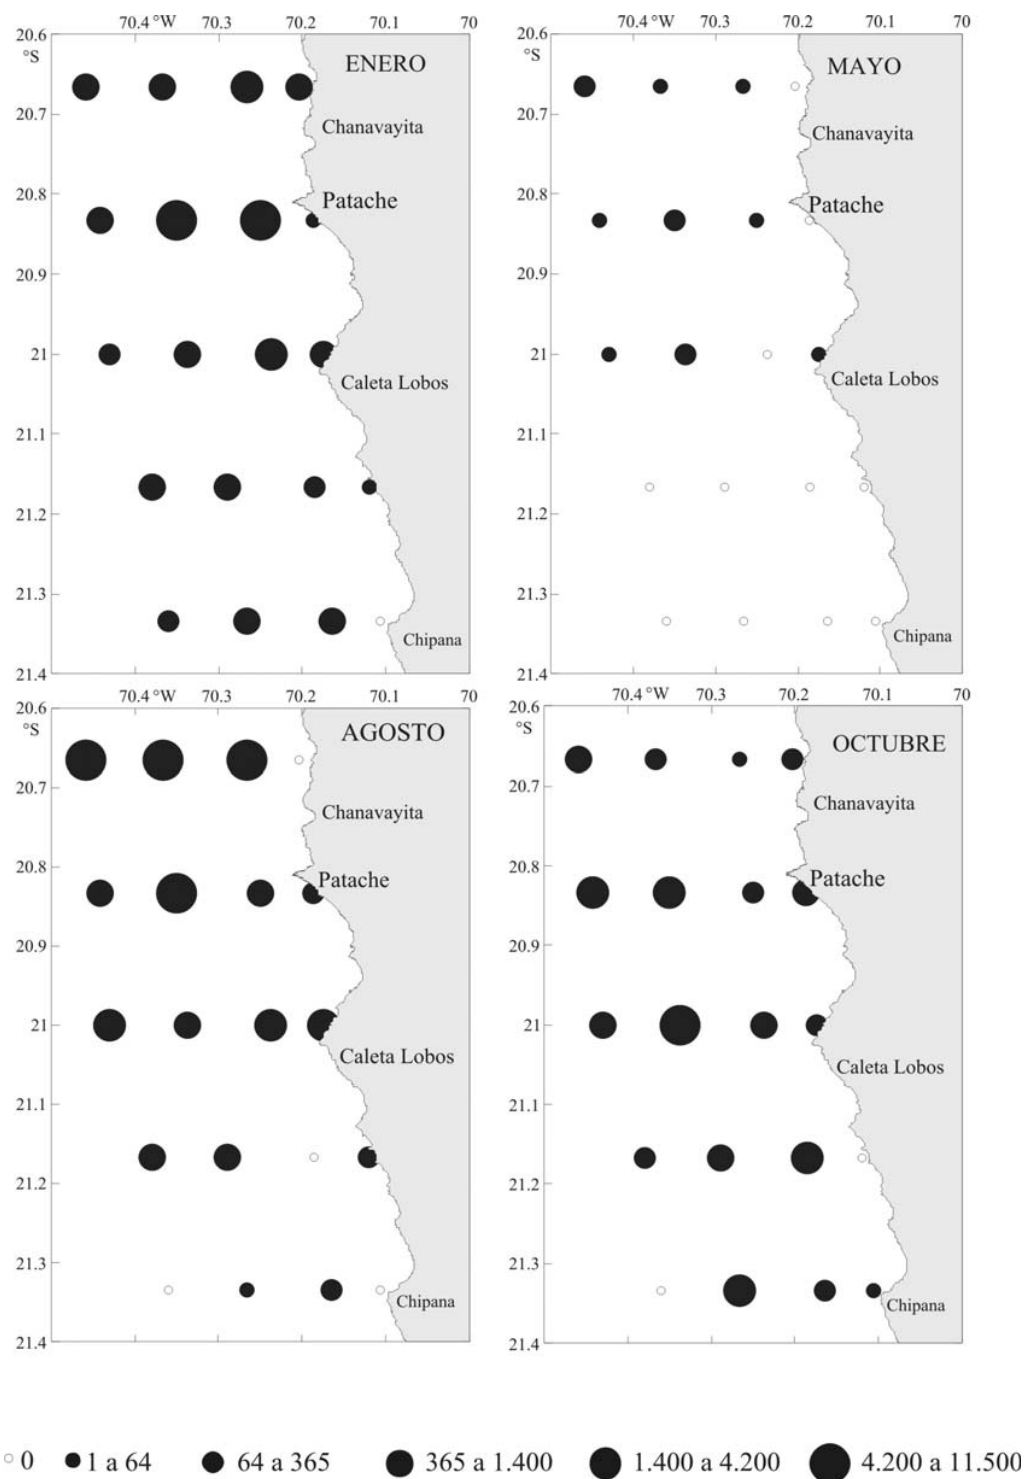 70.4 °W 70.3 70.2 70.1 70
20.6
°S
ENERO
20.7
Chanavayita
20.8
Patache
20.9
21
Caleta Lobos
21.1
21.2
21.3
Chipana
21.4
70.4 °W 70.3 70.2 70.1 70
20.6
°S
MAYO
20.7
Chanavayita
20.8
Patache
20.9
21
Caleta Lobos
21.1
21.2
21.3
Chipana
21.4
70.4 °W 70.3 70.2 70.1 70
20.6
°S
AGOSTO
20.7
Chanavayita
20.8
Patache
20.9
21
Caleta Lobos
21.1
21.2
21.3
Chipana
21.4
70.4 °W 70.3 70.2 70.1 70
20.6
°S
OCTUBRE
20.7
Chanavayita
20.8
Patache
20.9
21
Caleta Lobos
21.1
21.2
21.3
Chipana
21.4
0 1 a 64 64 a 365 365 a 1.400 1.400 a 4.200 4.200 a 11.500